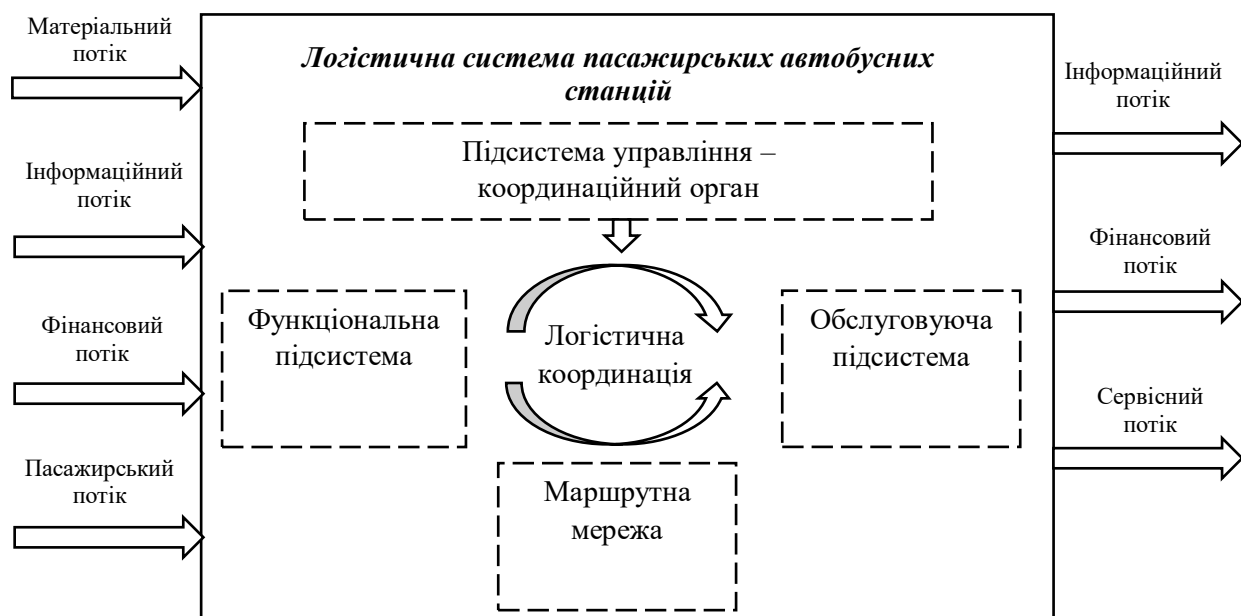 Матеріальний
потік
Інформаційний
потік
Фінансовий
потік
Пасажирський
потік
Логістична система пасажирських автобусних
станцій
Підсистема управління –
координаційний орган
Функціональна
підсистема
Логістична
координація
Обслуговуюча
підсистема
Маршрутна
мережа
Інформаційний
потік
Фінансовий
потік
Сервісний
потік